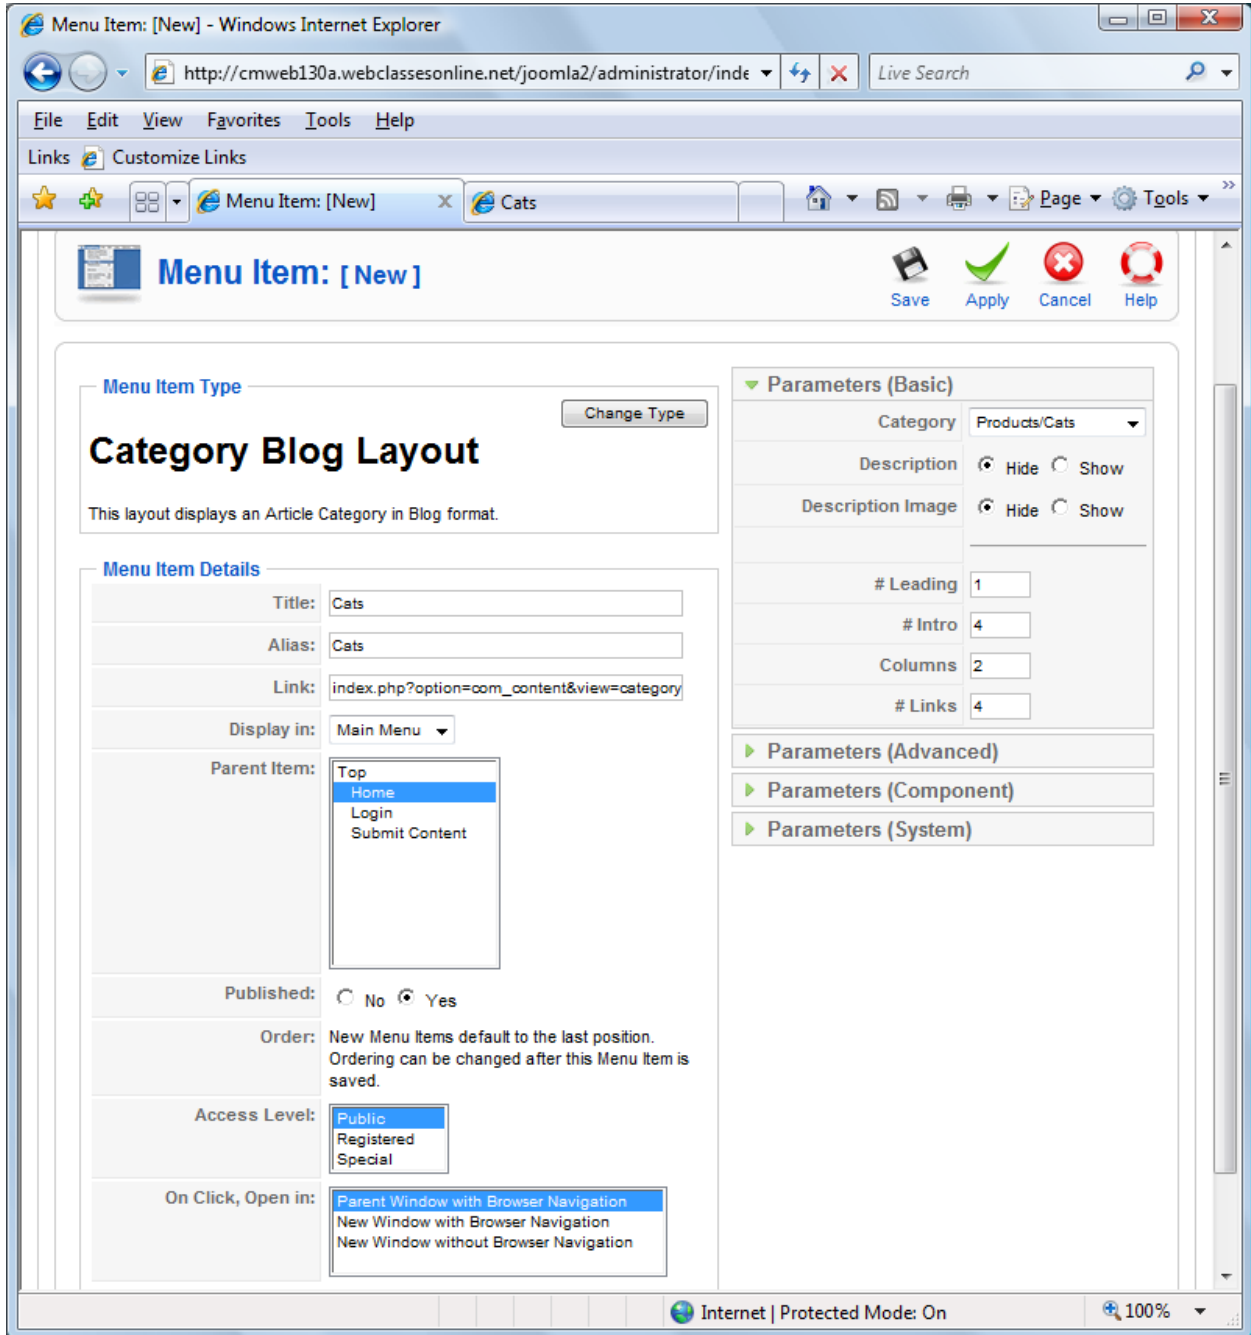 Menu Item: [New] - Windows Internet Explorer
http://cmweb130a.webclassesonline.net/joomla2/administrator/inde
Live Search
File Edit View Favorites Tools Help
Links Customize Links
Menu Item: [New] X Cats Page Tools »
Menu Item: [ New ]
Save Apply Cancel Help
Menu Item Type
Change Type
Category Blog Layout
This layout displays an Article Category in Blog format.
Menu Item Details
Title: Cats
Alias: Cats
Link: index.php?option=com_content&view=category
Display in: Main Menu
Parent Item: Top
Home
Login
Submit Content
Published: No Yes
Order: New Menu Items default to the last position.
Ordering can be changed after this Menu Item is
saved.
Access Level: Public
Registered
Special
On Click, Open in: Parent Window with Browser Navigation
New Window with Browser Navigation
New Window without Browser Navigation
Parameters (Basic)
Category Products/Cats
Description Hide Show
Description Image Hide Show
# Leading 1
# Intro 4
Columns 2
# Links 4
Parameters (Advanced)
Parameters (Component)
Parameters (System)
Internet | Protected Mode: On 100%